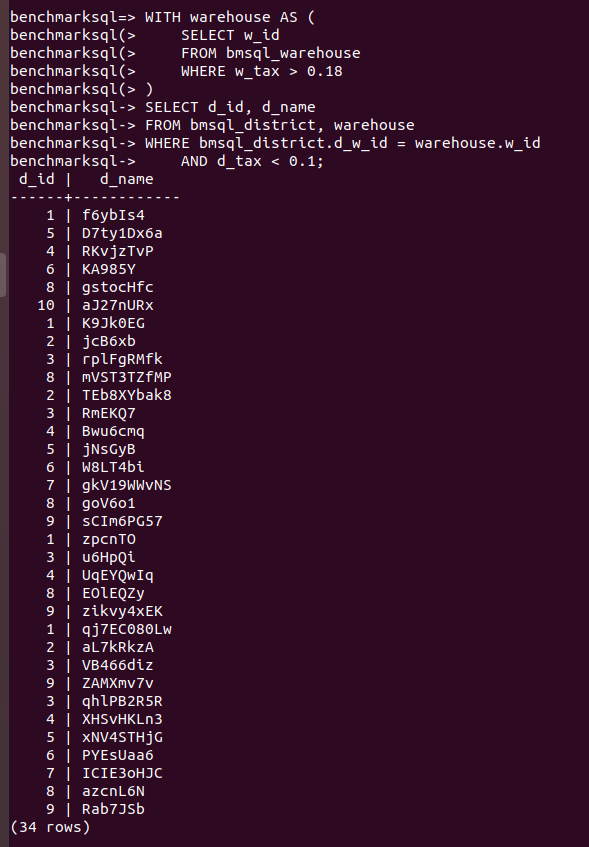 benchmarksql=> WITH warehouse AS (
benchmarksql(>     SELECT w_id
benchmarksql(>     FROM bmsql_warehouse
benchmarksql(>     WHERE w_tax > 0.18
benchmarksql(> )
benchmarksql-> SELECT d_id, d_name
benchmarksql-> FROM bmsql_district, warehouse
benchmarksql-> WHERE bmsql_district.d_w_id = warehouse.w_id
benchmarksql->     AND d_tax < 0.1;
 d_id |   d_name
------+------------
    1 | f6ybIs4
    5 | D7ty1Dx6a
    4 | RKvjzTvP
    6 | KA985Y
    8 | gstocHfc
   10 | aJ27nURx
    1 | K9Jk0EG
    2 | jcB6xb
    3 | rplFgRMfk
    8 | mVST3TZfMP
    2 | TEb8XYbak8
    3 | RmEKQ7
    4 | Bwu6cmq
    5 | jNsGyB
    6 | W8LT4bi
    7 | gkV19WWvNS
    8 | goV6o1
    9 | sCIm6PG57
    1 | zpcnTO
    3 | u6HpQi
    4 | UqEYQwIq
    8 | EOlEQZy
    9 | zikvy4xEK
    1 | qj7EC080Lw
    2 | aL7kRkzA
    3 | VB466diz
    9 | ZAMXmv7v
    3 | qhlPB2R5R
    4 | XHSvHKLn3
    5 | xNV4STHjG
    6 | PYEsUaa6
    7 | ICIE3oHJC
    8 | azcnL6N
    9 | Rab7JSb
(34 rows)